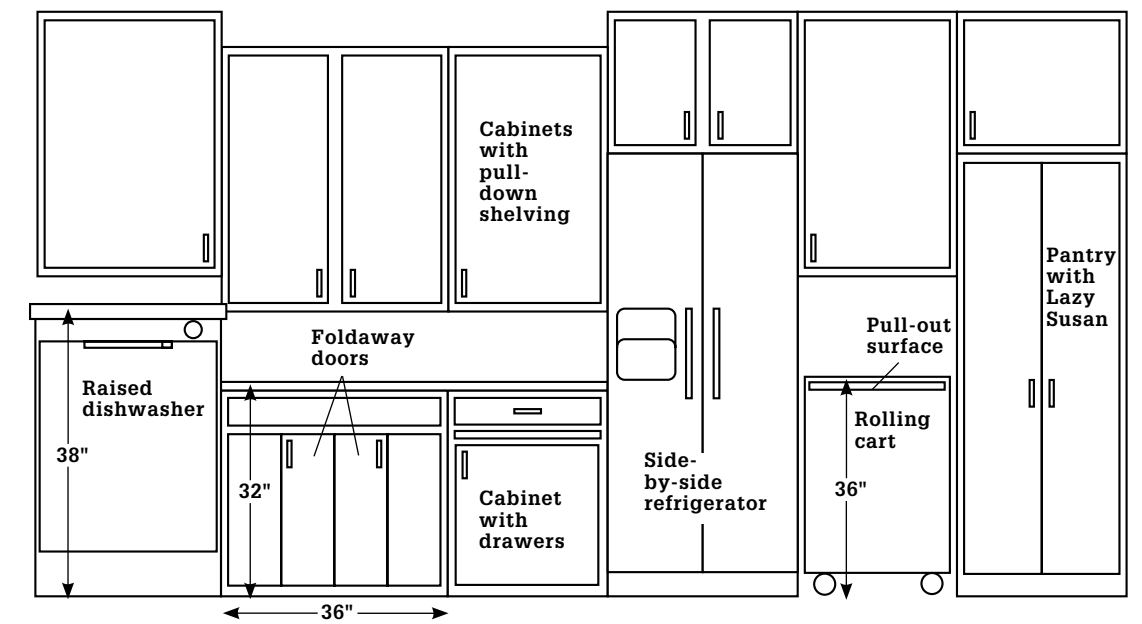 Cabinets
with
pull-
down
shelving
Pantry
with
Lazy
Susan
Foldaway
doors
Pull-out
surface
Raised
dishwasher
Rolling
cart
38"
Side-
by-side
refrigerator
32"
36"
Cabinet
with
drawers
36"